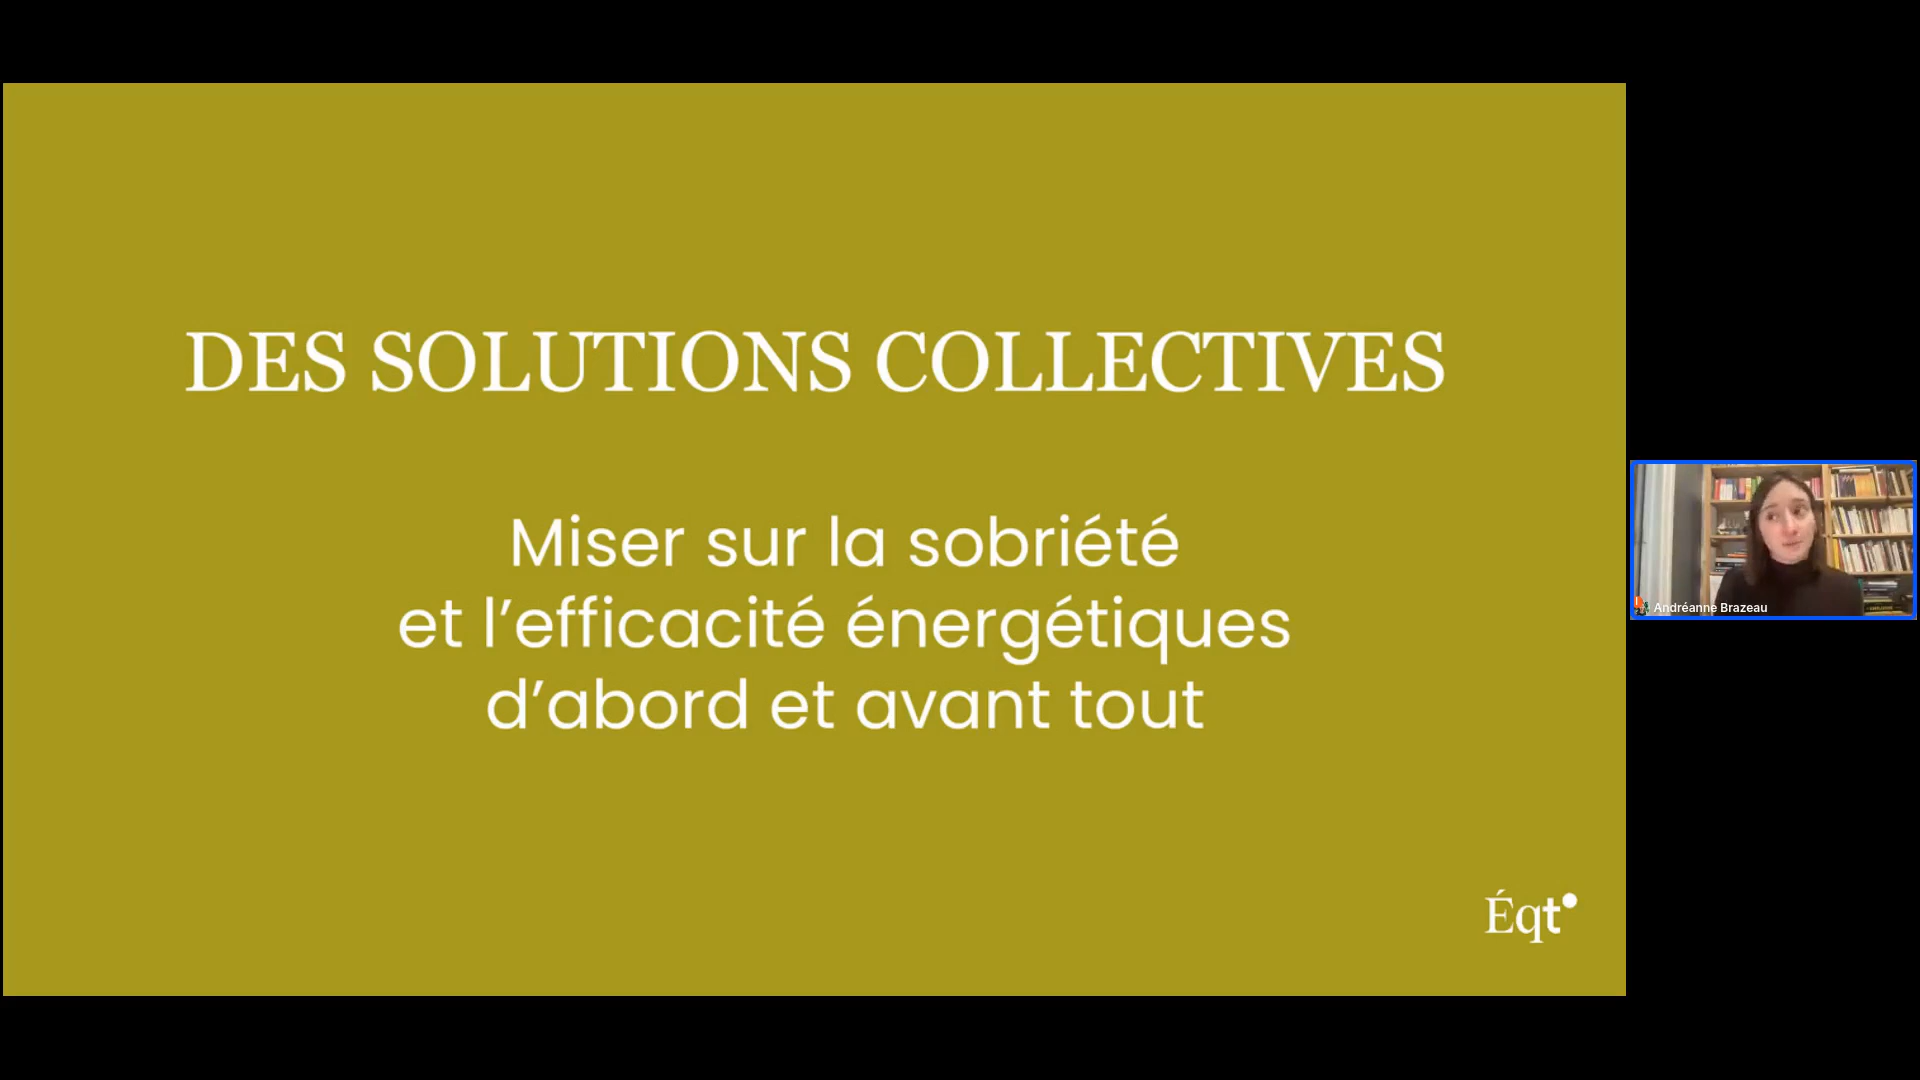 DES SOLUTIONS COLLECTIVES
Miser sur la sobriété
et l’efficacité énergétiques
d’abord et avant tout
Éqt
Andréanne Brazeau